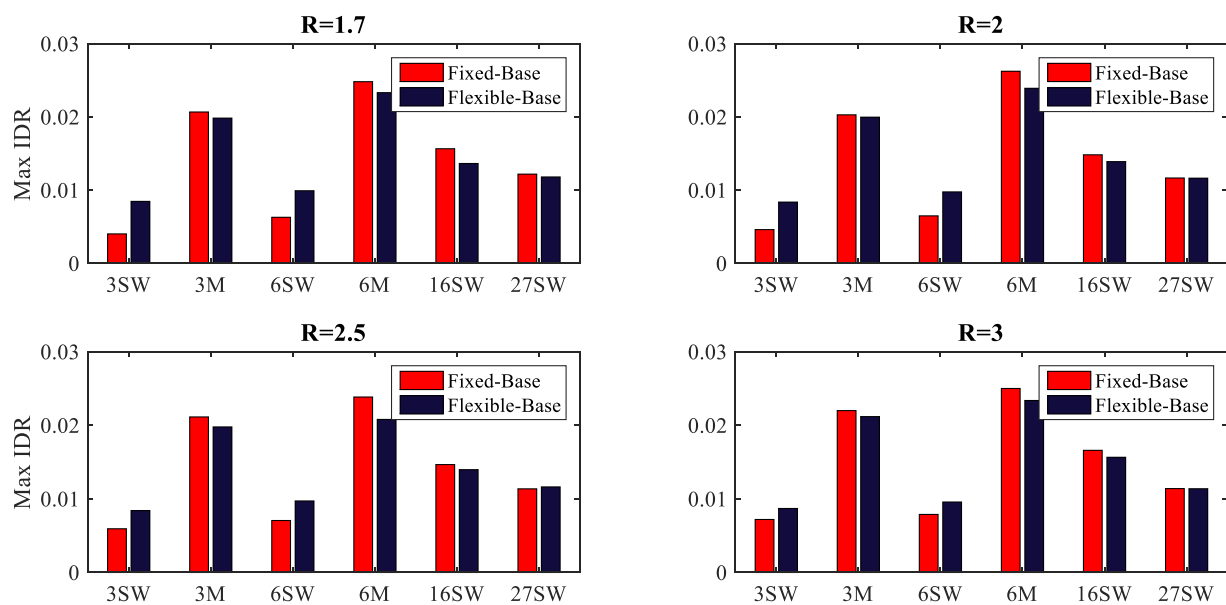 R=1.7
0.03
0.02
0.01
0
Max IDR
Fixed-Base
Flexible-Base
3SW 3M 6SW 6M 16SW 27SW
R=2
0.03
0.02
0.01
0
Fixed-Base
Flexible-Base
3SW 3M 6SW 6M 16SW 27SW
R=2.5
0.03
0.02
0.01
0
Max IDR
Fixed-Base
Flexible-Base
3SW 3M 6SW 6M 16SW 27SW
R=3
0.03
0.02
0.01
0
Fixed-Base
Flexible-Base
3SW 3M 6SW 6M 16SW 27SW